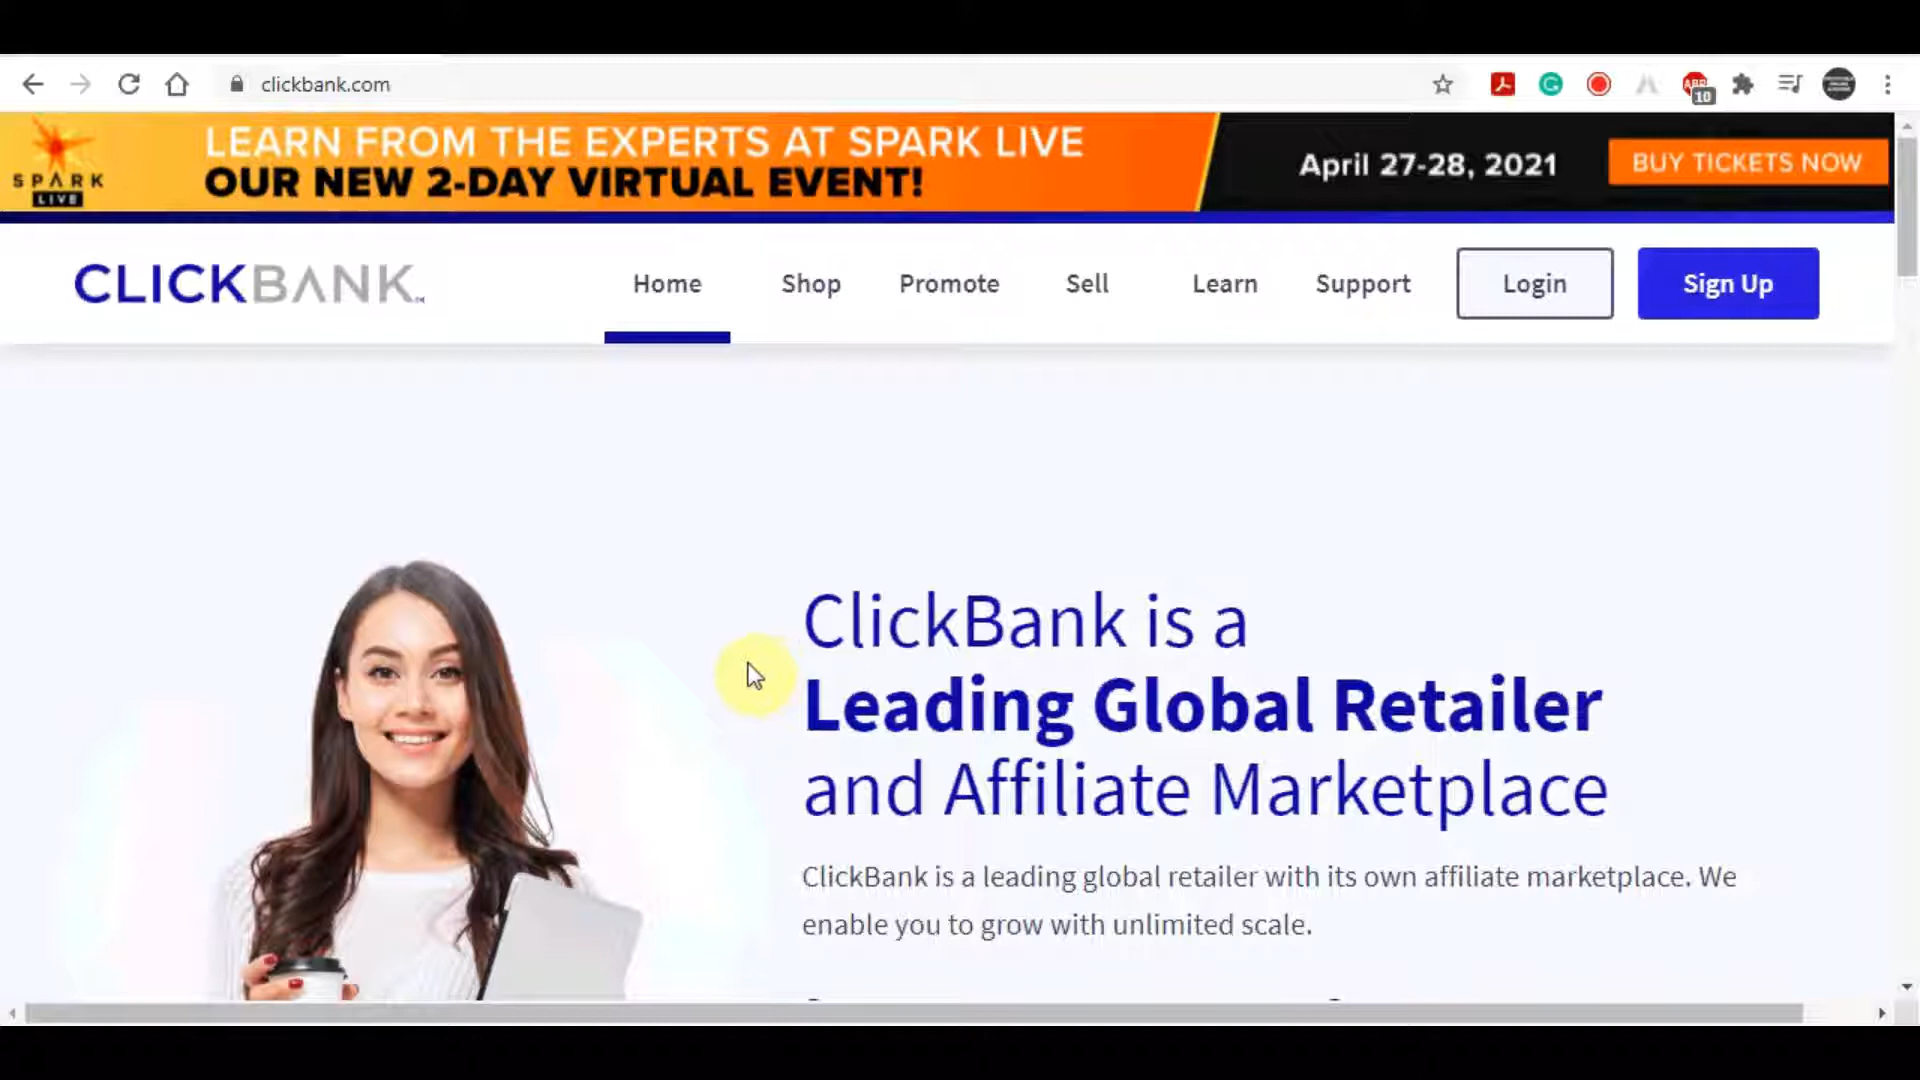 clickbank.com
10
SPARK
LIVE
LEARN FROM THE EXPERTS AT SPARK LIVE
OUR NEW 2-DAY VIRTUAL EVENT!
April 27-28, 2021
BUY TICKETS NOW
CLICKBANK
Home
Shop
Promote
Sell
Learn
Support
Login
Sign Up
ClickBank is a
Leading Global Retailer
and Affiliate Marketplace
ClickBank is a leading global retailer with its own affiliate marketplace. We
enable you to grow with unlimited scale.